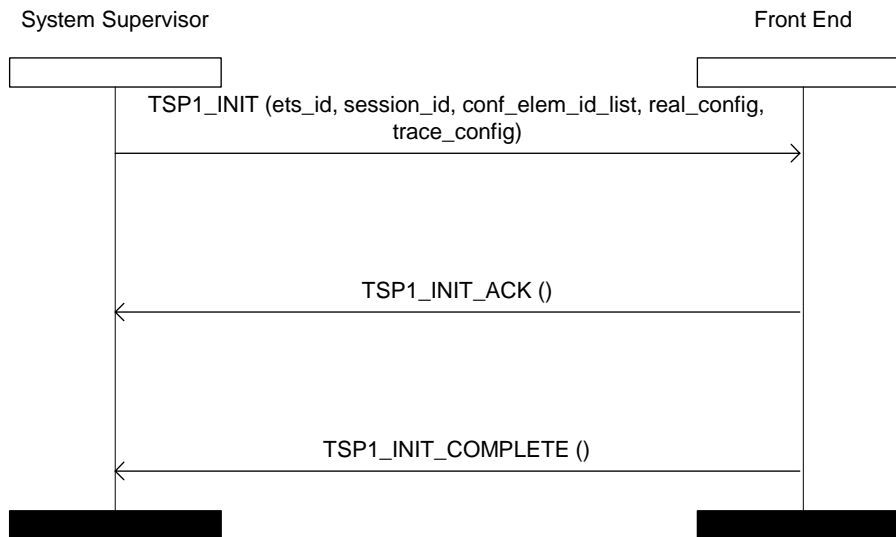 System Supervisor
Front End
TSP1_INIT (ets_id, session_id, conf_elem_id_list, real_config,
trace_config)
TSP1_INIT_ACK ()
TSP1_INIT_COMPLETE ()